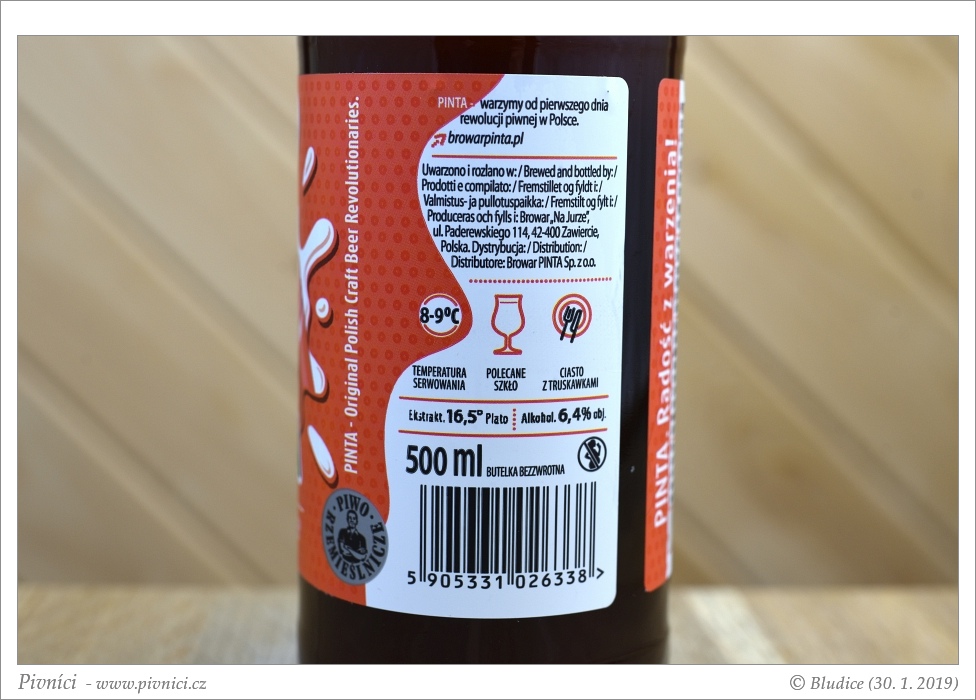 PINTA - warzymy od pierwszego dnia
rewolucji piwnej w Polsce.
browarpinta.pl
Uwarzono i rozlano w: / Brewed and bottled by: /
Prodotti e compilato: / Fremstillet og fyldt i: /
Valmistus- ja pullotuspaikka: / Fremstilt og fylt i: /
Produceras och fylls i: Browar „Na Jurze”,
ul. Paderewskiego 114, 42-400 Zawiercie,
Polska. Dystrybucja: / Distribution: /
Distributore: Browar PINTA Sp. z o.o.
8-9ºC
TEMPERATURA
SERWOWANIA
POLECANE
SZKŁO
CIASTO
Z TRUSKAWKAMI
Ekstrakt. 16,5º Plato
Alkohol. 6,4% obj.
500 ml BUTELKA BEZZWROTNA
5 905331 026338 >
PINTA - Original Polish Craft Beer Revolutionaries.
PIWO
RZEMIEŚLNICZE
PINTA. Radość z warzenia!
Pivníci - www.pivnici.cz
© Bludice (30. 1. 2019)